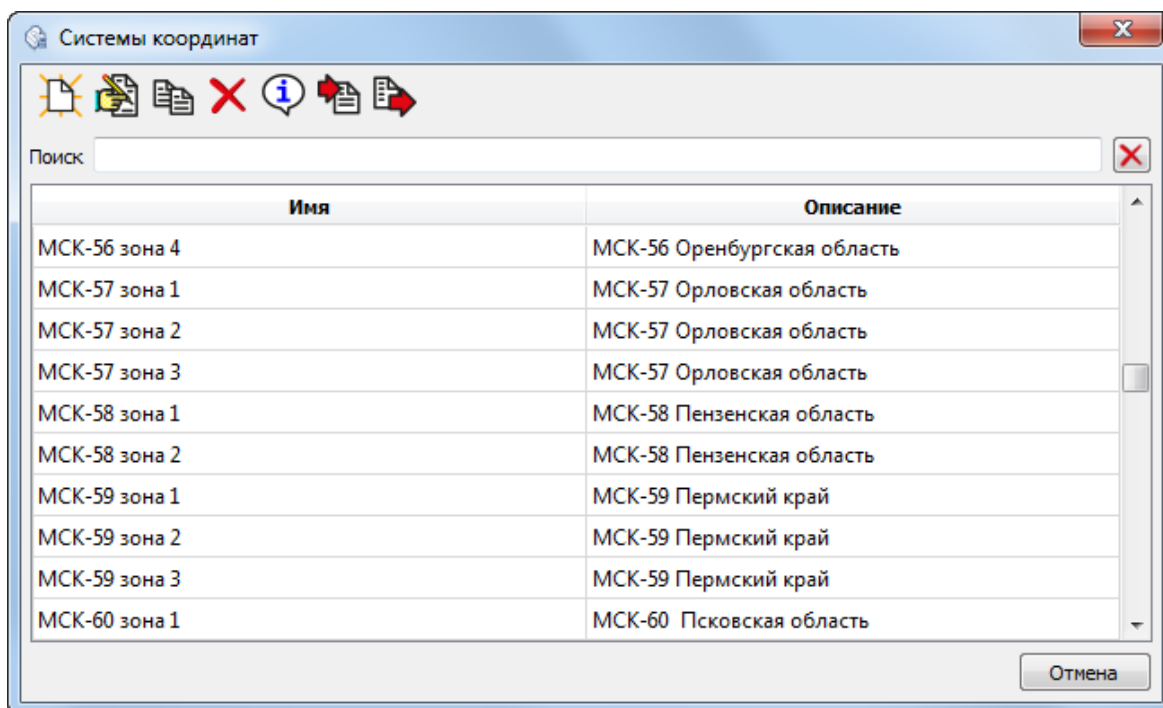 Системы координат
Поиск
Имя Описание
МСК-56 зона 4 МСК-56 Оренбургская область
МСК-57 зона 1 МСК-57 Орловская область
МСК-57 зона 2 МСК-57 Орловская область
МСК-57 зона 3 МСК-57 Орловская область
МСК-58 зона 1 МСК-58 Пензенская область
МСК-58 зона 2 МСК-58 Пензенская область
МСК-59 зона 1 МСК-59 Пермский край
МСК-59 зона 2 МСК-59 Пермский край
МСК-59 зона 3 МСК-59 Пермский край
МСК-60 зона 1 МСК-60  Псковская область
Отмена